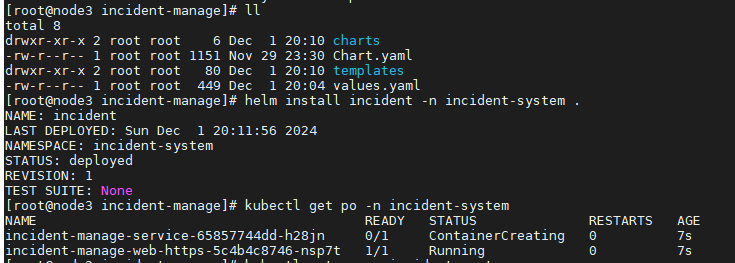 [root@node3 incident-manage]# ll
total 8
drwxr-xr-x 2 root root    6 Dec  1 20:10 charts
-rw-r--r-- 1 root root 1151 Nov 29 23:30 Chart.yaml
drwxr-xr-x 2 root root   80 Dec  1 20:10 templates
-rw-r--r-- 1 root root  449 Dec  1 20:04 values.yaml
[root@node3 incident-manage]# helm install incident -n incident-system .
NAME: incident
LAST DEPLOYED: Sun Dec  1 20:11:56 2024
NAMESPACE: incident-system
STATUS: deployed
REVISION: 1
TEST SUITE: None
[root@node3 incident-manage]# kubectl get po -n incident-system
NAME                                         READY   STATUS              RESTARTS   AGE
incident-manage-service-65857744dd-h28jn     0/1     ContainerCreating   0          7s
incident-manage-web-https-5c4b4c8746-nsp7t   1/1     Running             0          7s